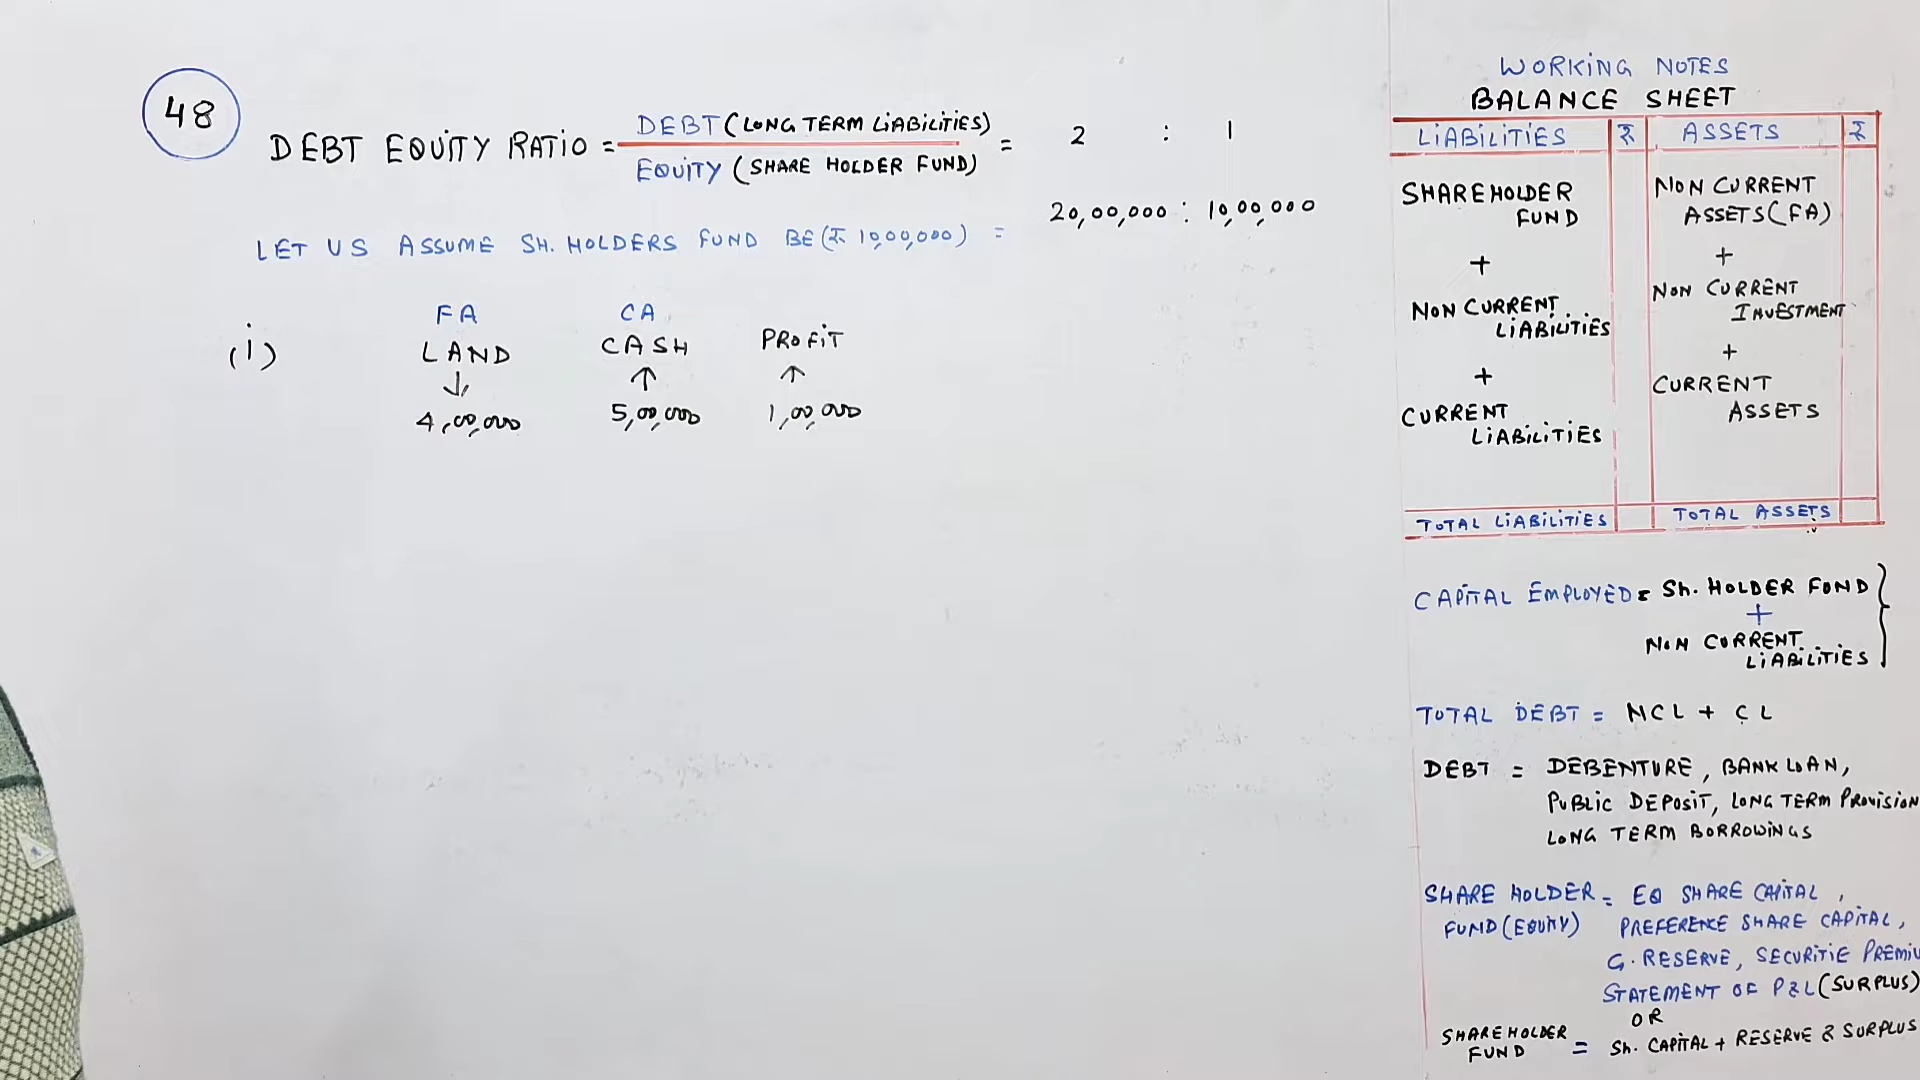 48
DEBT EQUITY RATIO = DEBT (LONG TERM LIABILITIES) / EQUITY (SHARE HOLDER FUND) = 2 : 1
LET US ASSUME SH. HOLDERS FUND BE (₹ 10,00,000) = 20,00,000 : 10,00,000
FA CA
(i) LAND CASH PROFIT
↓ ↑ ↑
4,00,000 5,00,000 1,00,000
WORKING NOTES
BALANCE SHEET
LIABILITIES ₹ ASSETS ₹
SHAREHOLDER
FUND
+
NON CURRENT
LIABILITIES
+
CURRENT
LIABILITIES
TOTAL LIABILITIES
NON CURRENT
ASSETS (FA)
+
NON CURRENT
INVESTMENT
+
CURRENT
ASSETS
TOTAL ASSETS
CAPITAL EMPLOYED = Sh. HOLDER FOND
+
NON CURRENT
LIABILITIES
TOTAL DEBT = NCL + CL
DEBT = DEBENTURE, BANK LOAN,
PUBLIC DEPOSIT, LONG TERM PROVISION
LONG TERM BORROWINGS
SHARE HOLDER = EQ SHARE CAPITAL,
FUND (EQUITY) PREFERENCE SHARE CAPITAL,
G. RESERVE, SECURITIE PREMIU
STATEMENT OF P&L (SURPLUS)
OR
SHAREHOLDER
FUND = Sh. CAPITAL + RESERVE & SURPLUS